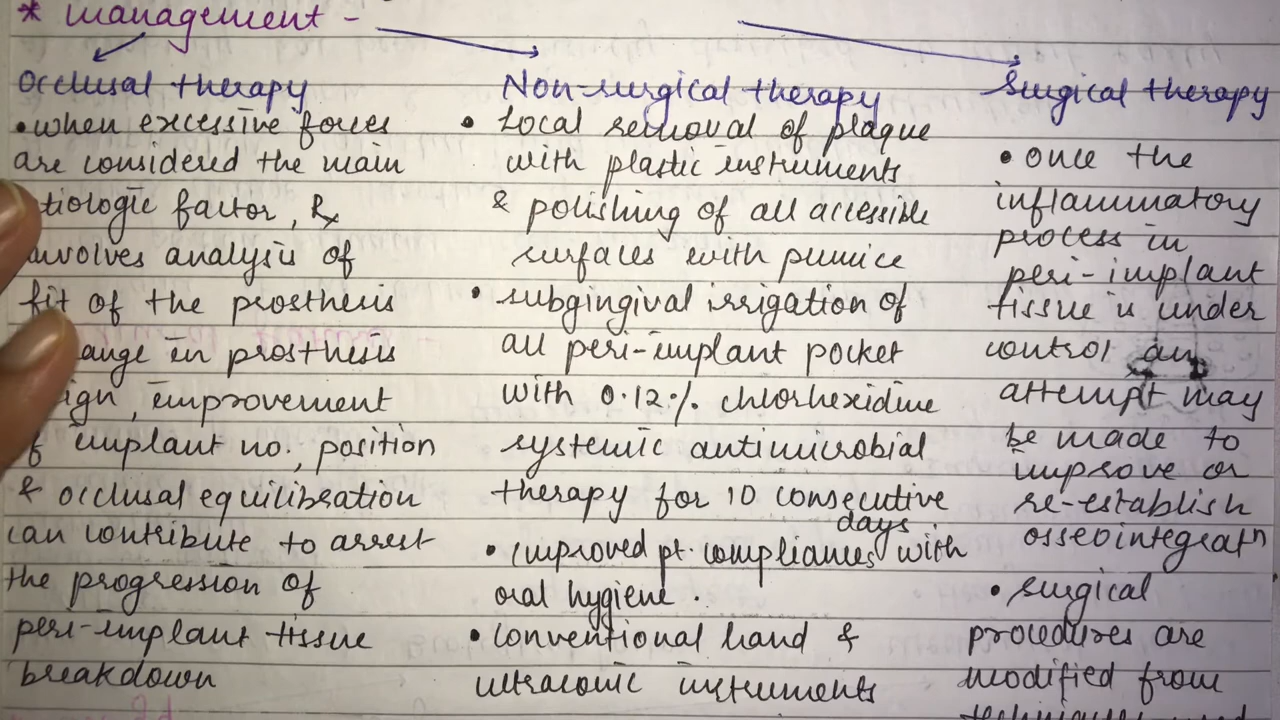 * management -
Occlusal therapy
• when excessive forces
are considered the main
tiologic factor, Rx
involves analysis of
fit of the prosthesis
ange in prosthesis
ign, improvement
f implant no., position
& occlusal equilibration
can contribute to arrest
the progression of
peri-implant tissue
breakdown
Non-surgical therapy
• Local removal of plaque
with plastic instruments
& polishing of all accessible
surfaces with pumice
• subgingival irrigation of
all peri-implant pocket
with 0.12% chlorhexidine
systemic antimicrobial
therapy for 10 consecutive
days
• improved pt. compliances with
oral hygiene.
• conventional hand &
ultrasonic instruments
Surgical therapy
• once the
inflammatory
process in
peri-implant
tissue is under
control an
attempt may
be made to
improve or
re-establish
osseointegratn
• surgical
procedures are
modified from